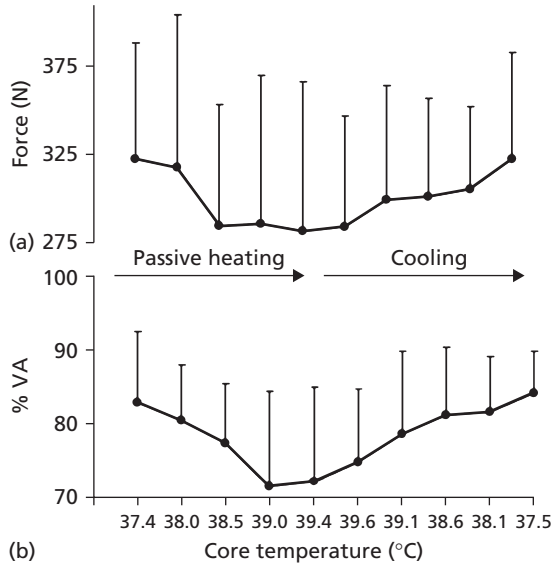 375
Force (N)
325
(a) 275
Passive heating Cooling
100
90
% VA
80
70
37.4 38.0 38.5 39.0 39.4 39.6 39.1 38.6 38.1 37.5
(b) Core temperature (°C)